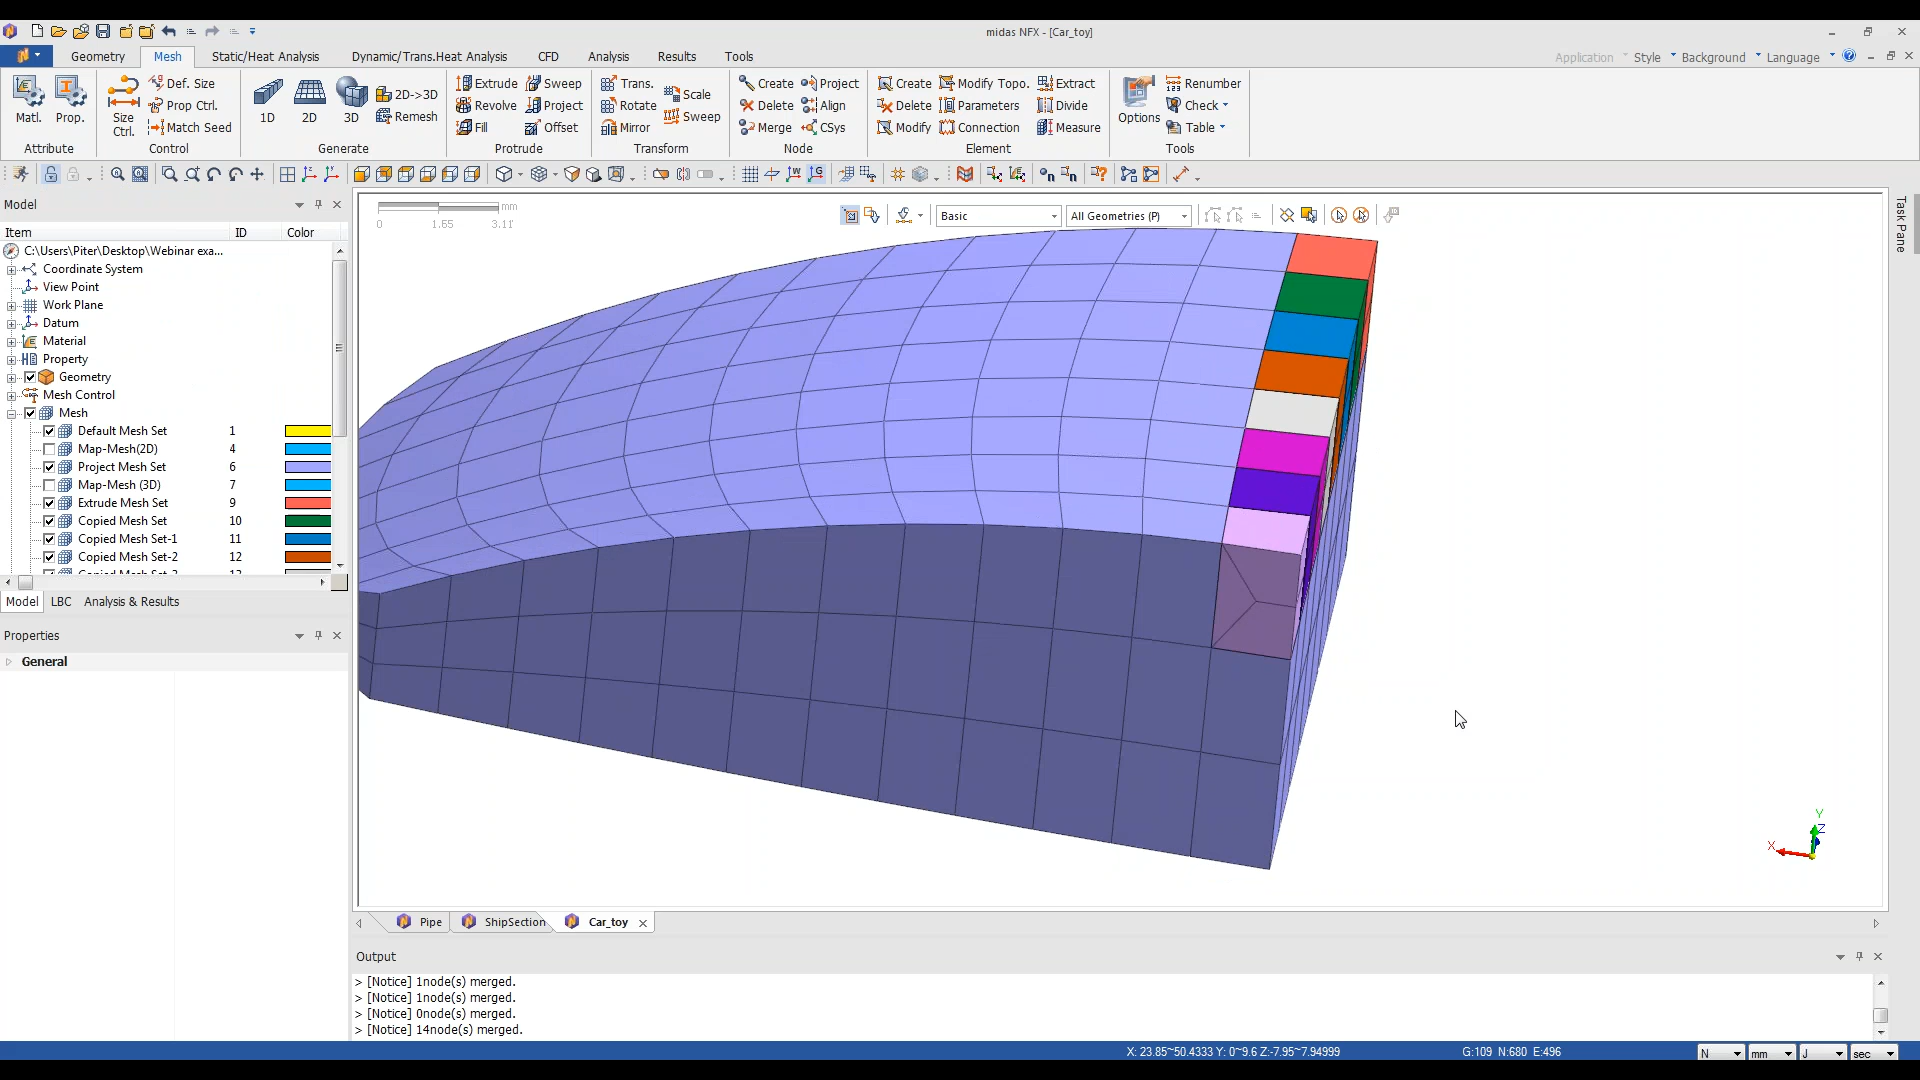 midas NFX - [Car_toy]
Geometry Mesh Static/Heat Analysis Dynamic/Trans.Heat Analysis CFD Analysis Results Tools
Application Style Background Language
Matl. Prop.
Attribute
Size Ctrl. Def. Size Prop Ctrl. Match Seed
Control
1D 2D 3D 2D->3D Remesh
Generate
Extrude Sweep
Revolve Project
Fill Offset
Protrude
Trans. Scale
Rotate Sweep
Mirror
Transform
Create Project
Delete Align
Merge CSys
Node
Create Modify Topo. Extract
Delete Parameters Divide
Modify Connection Measure
Element
Options Renumber
Check
Table
Tools
Model
Item ID Color
C:\Users\Piter\Desktop\Webinar exa...
Coordinate System
View Point
Work Plane
Datum
Material
Property
Geometry
Mesh Control
Mesh
Default Mesh Set 1
Map-Mesh(2D) 4
Project Mesh Set 6
Map-Mesh (3D) 7
Extrude Mesh Set 9
Copied Mesh Set 10
Copied Mesh Set-1 11
Copied Mesh Set-2 12
Model LBC Analysis & Results
Properties
General
mm
0 1.65 3.11
Basic All Geometries (P)
Task Pane
Y
Z
X
Pipe ShipSection Car_toy
Output
> [Notice] 1node(s) merged.
> [Notice] 1node(s) merged.
> [Notice] 0node(s) merged.
> [Notice] 14node(s) merged.
X: 23.85~50.4333 Y: 0~9.6 Z:-7.95~7.94999 G:109 N:680 E:496 N mm J sec